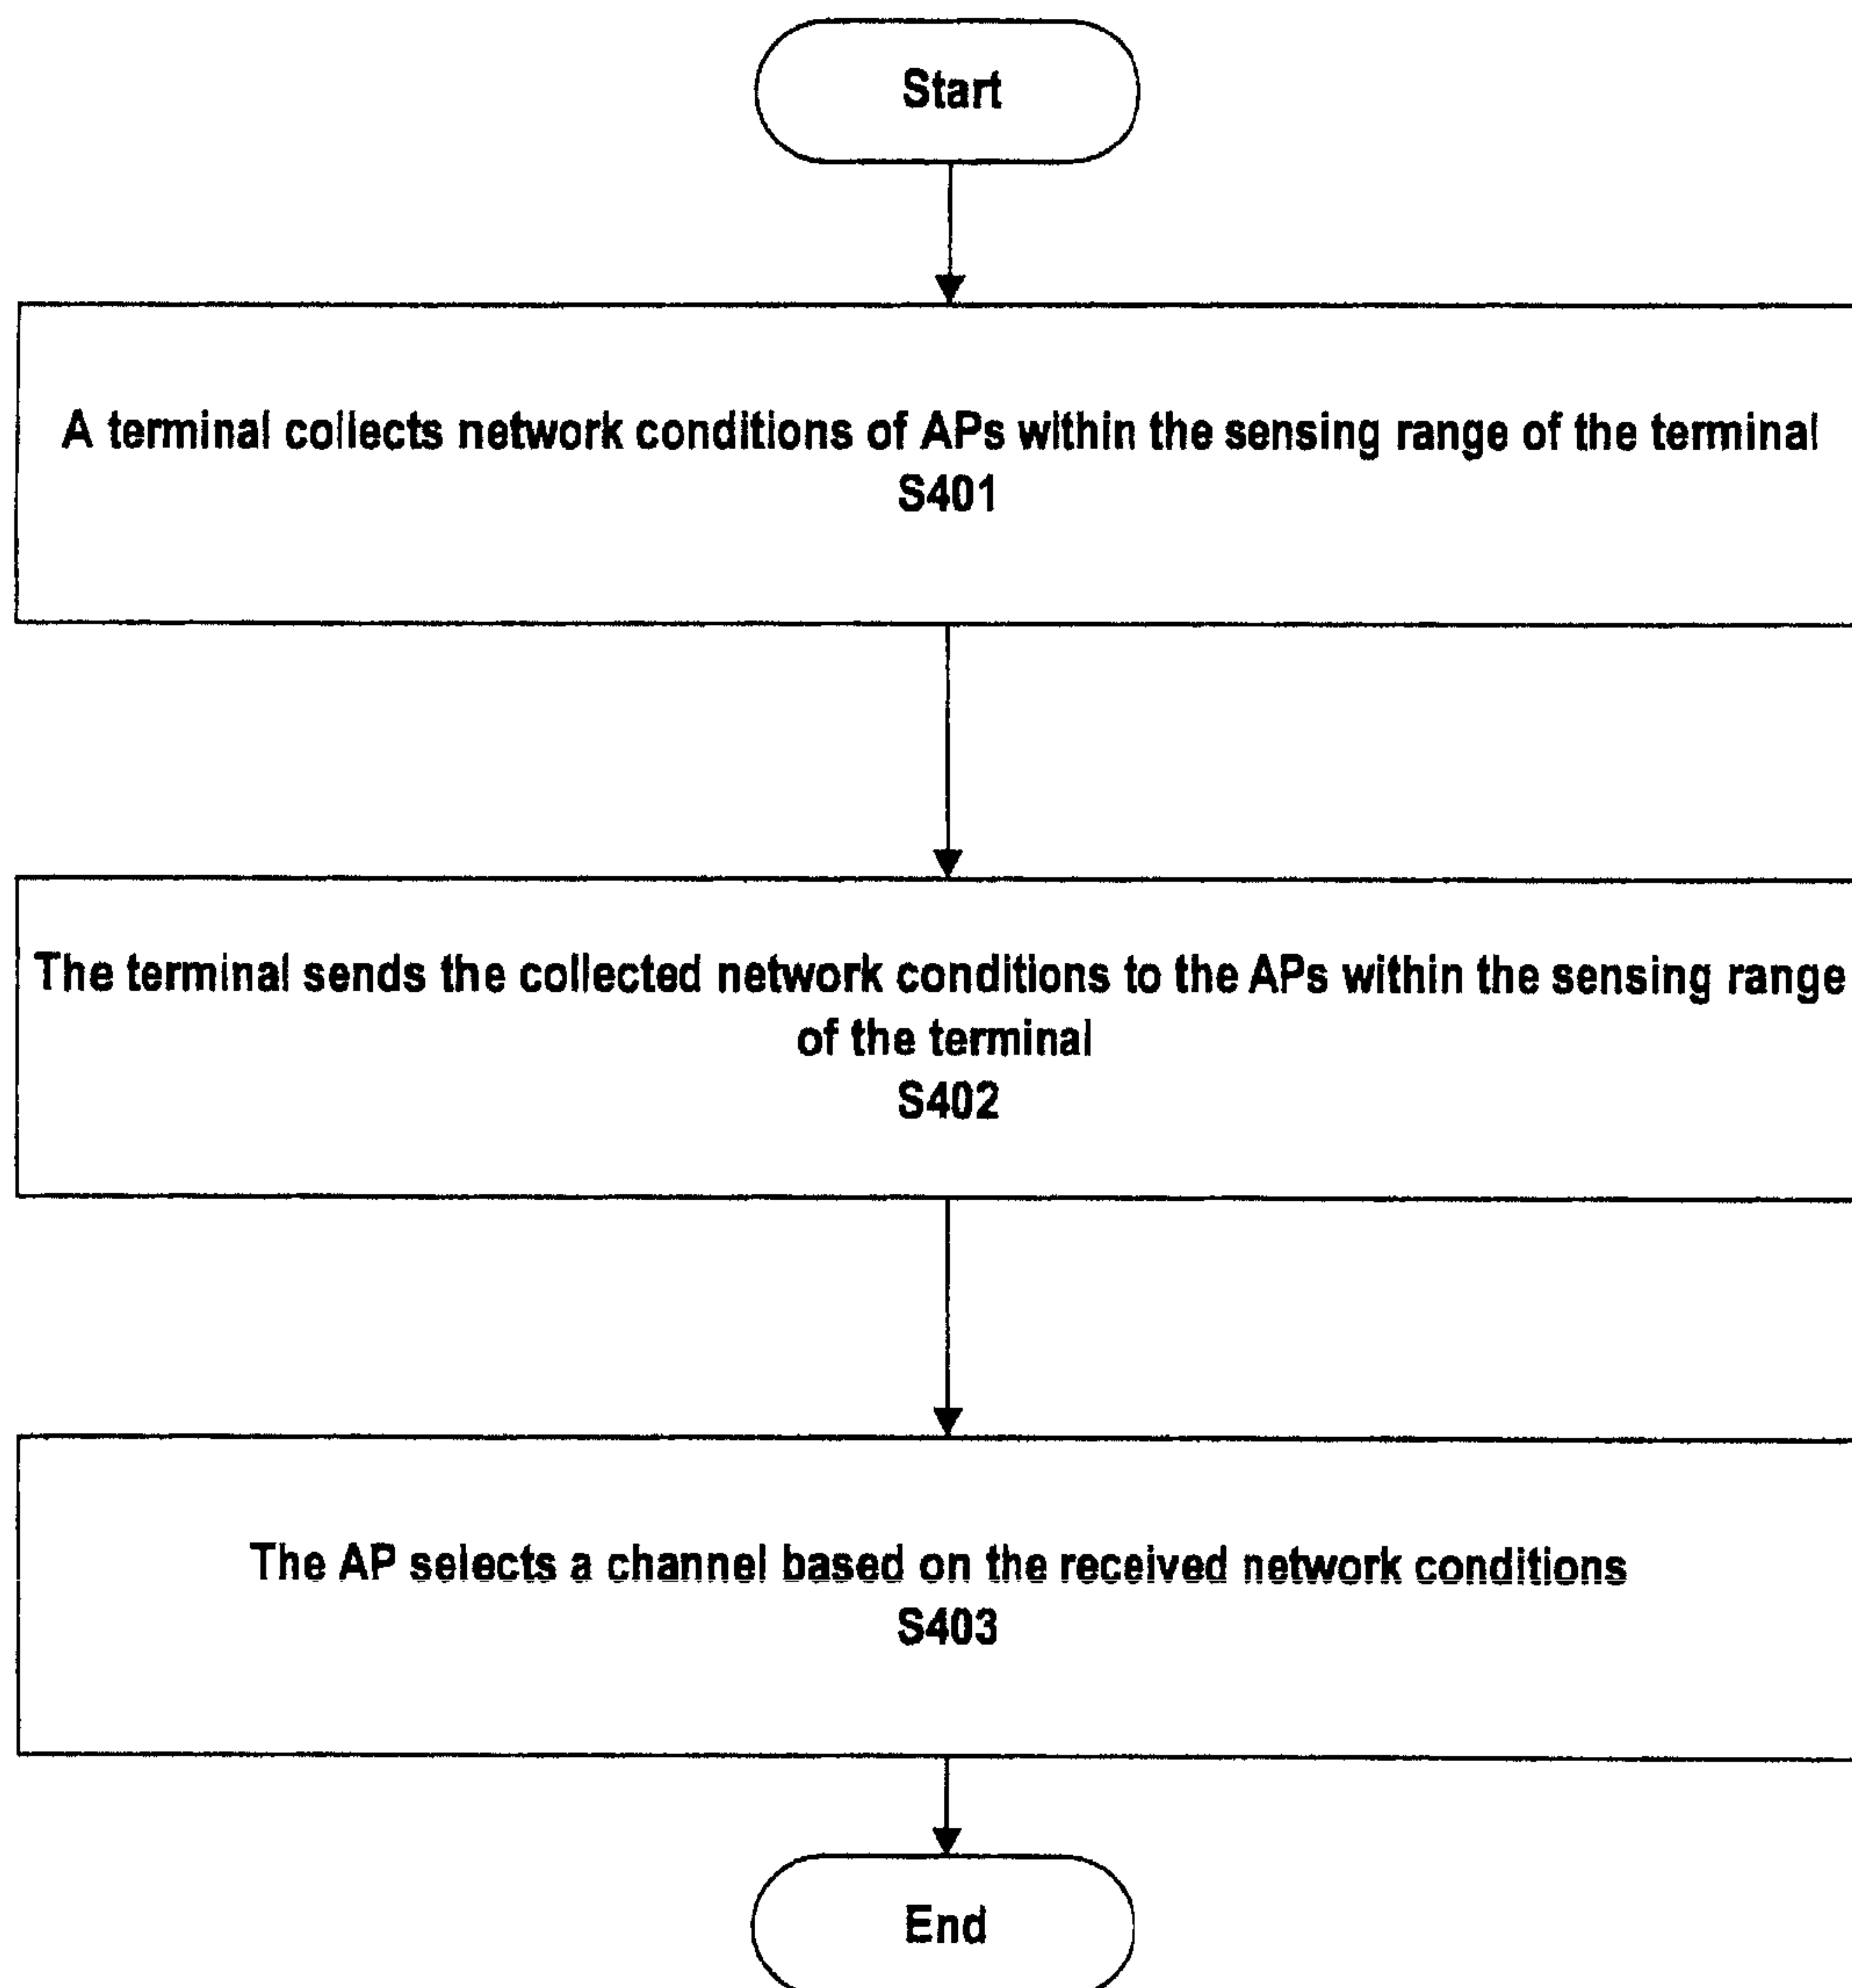 Start
A terminal collects network conditions of APs within the sensing range of the terminal
S401
The terminal sends the collected network conditions to the APs within the sensing range
of the terminal
S402
The AP selects a channel based on the received network conditions
S403
End